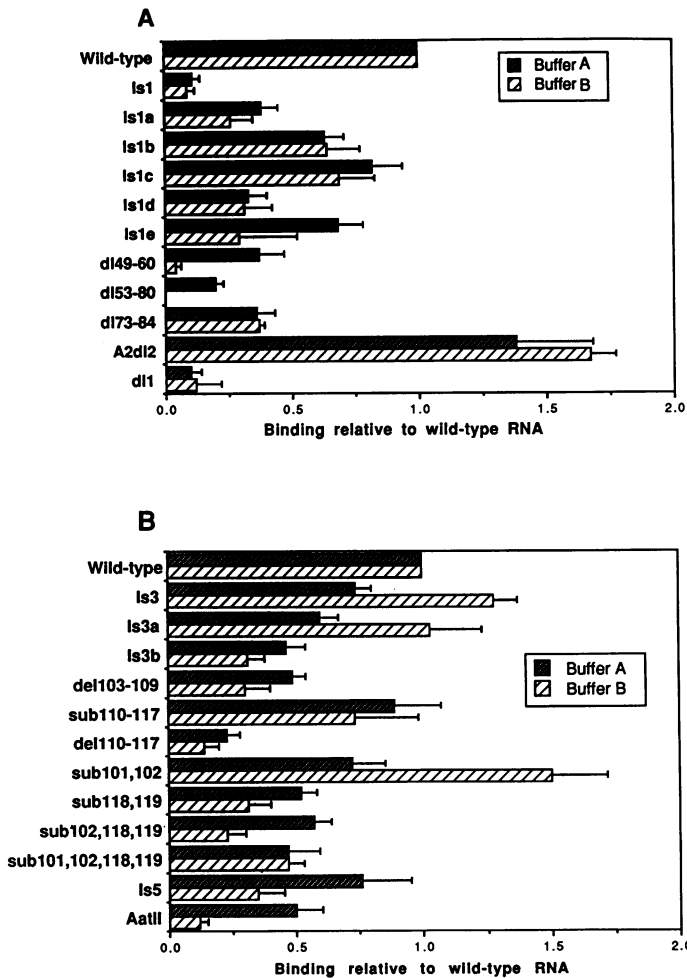 A
Wild-type
ls1
ls1a
ls1b
ls1c
ls1d
ls1e
dl49-60
dl53-80
dl73-84
A2dl2
dl1
Buffer A
Buffer B
0.0 0.5 1.0 1.5 2.0
Binding relative to wild-type RNA
B
Wild-type
ls3
ls3a
ls3b
del103-109
sub110-117
del110-117
sub101,102
sub118,119
sub102,118,119
sub101,102,118,119
ls5
AatII
Buffer A
Buffer B
0.0 0.5 1.0 1.5 2.0
Binding relative to wild-type RNA